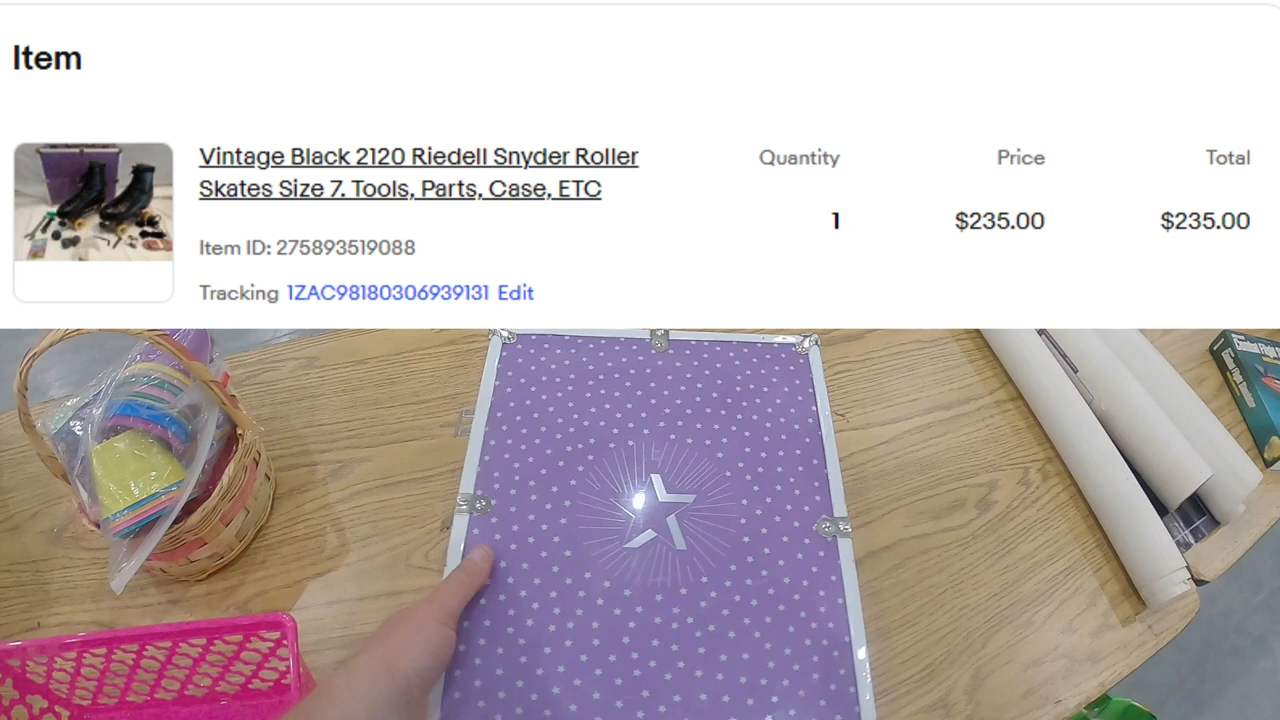 Item
Vintage Black 2120 Riedell Snyder Roller
Skates Size 7. Tools, Parts, Case, ETC
Item ID: 275893519088
Tracking 1ZAC98180306939131 Edit
Quantity
1
Price
$235.00
Total
$235.00